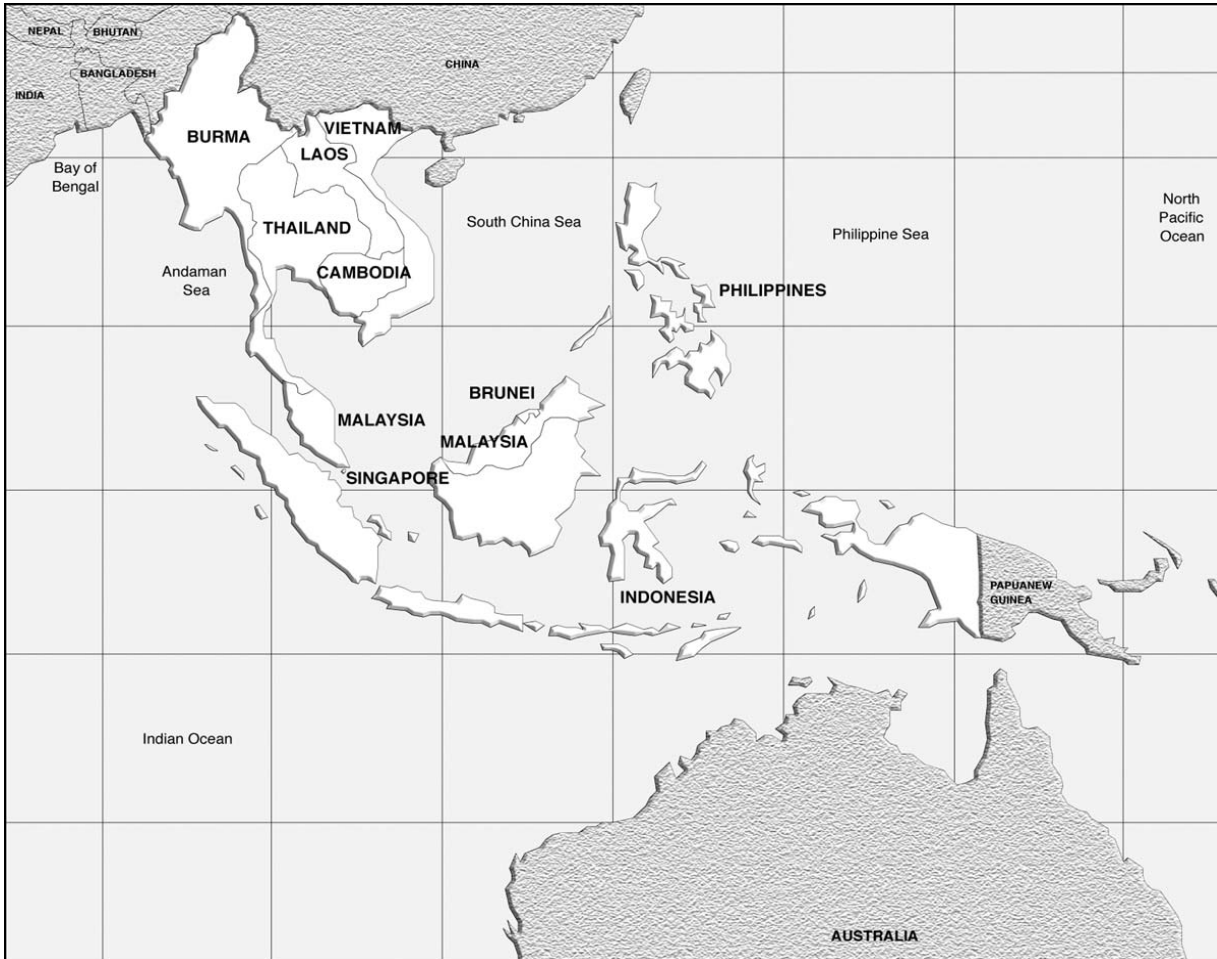 NEPAL
BHUTAN
CHINA
BANGLADESH
INDIA
BURMA
VIETNAM
LAOS
Bay of
Bengal
North
Pacific
Ocean
South China Sea
THAILAND
Philippine Sea
Andaman
Sea
CAMBODIA
PHILIPPINES
BRUNEI
MALAYSIA
MALAYSIA
SINGAPORE
INDONESIA
PAPUANEW
GUINEA
Indian Ocean
AUSTRALIA